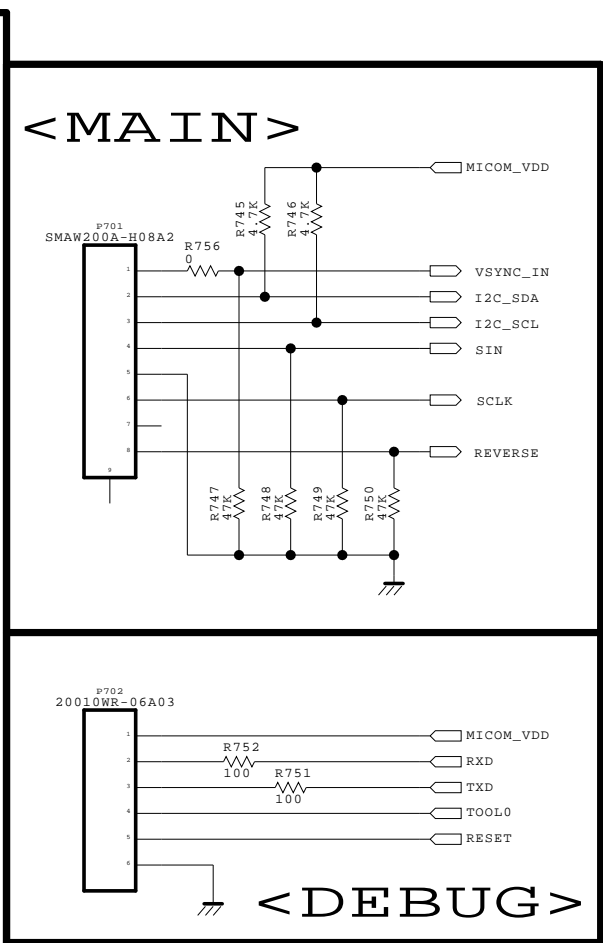 <MAIN>
MICOM_VDD
R745
4.7K
R746
4.7K
P701
SMAW200A-H08A2
R756
0
1
VSYNC_IN
2
I2C_SDA
3
I2C_SCL
4
SIN
5
6
SCLK
7
8
REVERSE
9
R747
47K
R748
47K
R749
47K
R750
47K
P702
20010WR-06A03
1
MICOM_VDD
R752
2
RXD
100
R751
3
TXD
100
4
TOOL0
5
RESET
6
<DEBUG>